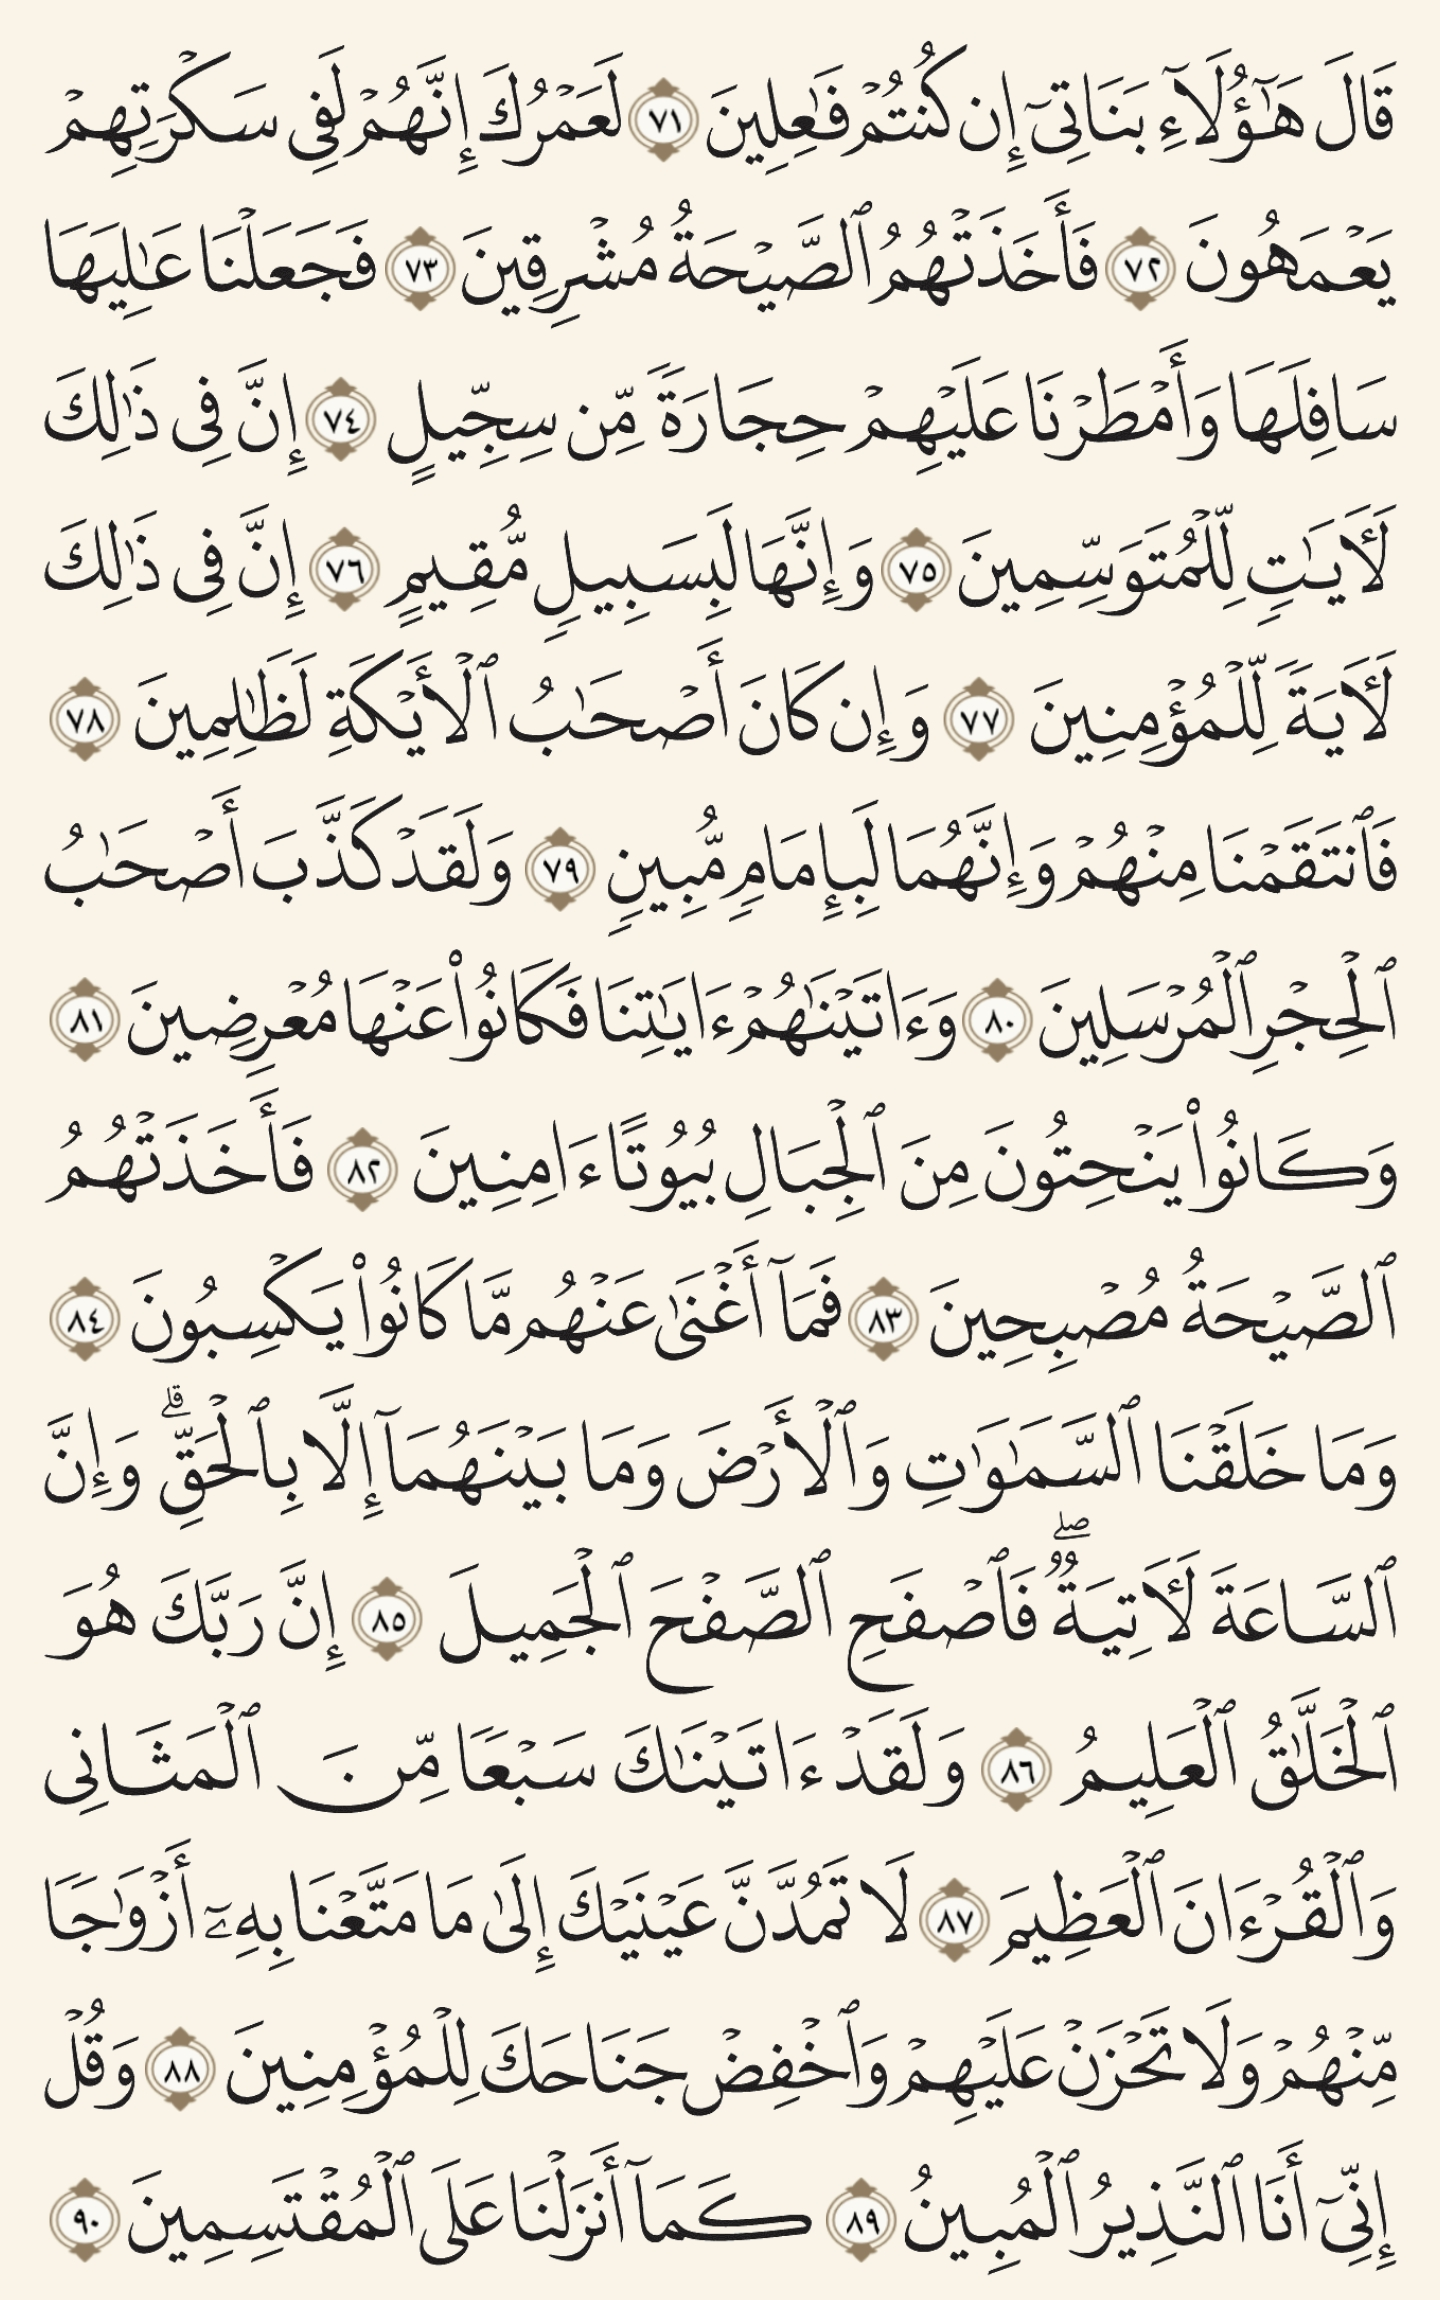 قَالَ هَٰٓؤُلَآءِ بَنَاتِىٓ إِن كُنتُمْ فَٰعِلِينَ ٧١ لَعَمْرُكَ إِنَّهُمْ لَفِى سَكْرَتِهِمْ
يَعْمَهُونَ ٧٢ فَأَخَذَتْهُمُ ٱلصَّيْحَةُ مُشْرِقِينَ ٧٣ فَجَعَلْنَا عَٰلِيَهَا
سَافِلَهَا وَأَمْطَرْنَا عَلَيْهِمْ حِجَارَةً مِّن سِجِّيلٍ ٧٤ إِنَّ فِى ذَٰلِكَ
لَـَٔايَٰتٍ لِّلْمُتَوَسِّمِينَ ٧٥ وَإِنَّهَا لَبِسَبِيلٍ مُّقِيمٍ ٧٦ إِنَّ فِى ذَٰلِكَ
لَـَٔايَةً لِّلْمُؤْمِنِينَ ٧٧ وَإِن كَانَ أَصْحَٰبُ ٱلْأَيْكَةِ لَظَٰلِمِينَ ٧٨
فَٱنتَقَمْنَا مِنْهُمْ وَإِنَّهُمَا لَبِإِمَامٍ مُّبِينٍ ٧٩ وَلَقَدْ كَذَّبَ أَصْحَٰبُ
ٱلْحِجْرِ ٱلْمُرْسَلِينَ ٨٠ وَءَاتَيْنَٰهُمْ ءَايَٰتِنَا فَكَانُوا۟ عَنْهَا مُعْرِضِينَ ٨١
وَكَانُوا۟ يَنْحِتُونَ مِنَ ٱلْجِبَالِ بُيُوتًا ءَامِنِينَ ٨٢ فَأَخَذَتْهُمُ
ٱلصَّيْحَةُ مُصْبِحِينَ ٨٣ فَمَآ أَغْنَىٰ عَنْهُم مَّا كَانُوا۟ يَكْسِبُونَ ٨٤
وَمَا خَلَقْنَا ٱلسَّمَٰوَٰتِ وَٱلْأَرْضَ وَمَا بَيْنَهُمَآ إِلَّا بِٱلْحَقِّ ۗ وَإِنَّ
ٱلسَّاعَةَ لَـَٔاتِيَةٌ ۖ فَٱصْفَحِ ٱلصَّفْحَ ٱلْجَمِيلَ ٨٥ إِنَّ رَبَّكَ هُوَ
ٱلْخَلَّٰقُ ٱلْعَلِيمُ ٨٦ وَلَقَدْ ءَاتَيْنَٰكَ سَبْعًا مِّنَ ٱلْمَثَانِى
وَٱلْقُرْءَانَ ٱلْعَظِيمَ ٨٧ لَا تَمُدَّنَّ عَيْنَيْكَ إِلَىٰ مَا مَتَّعْنَا بِهِۦٓ أَزْوَٰجًا
مِّنْهُمْ وَلَا تَحْزَنْ عَلَيْهِمْ وَٱخْفِضْ جَنَاحَكَ لِلْمُؤْمِنِينَ ٨٨ وَقُلْ
إِنِّىٓ أَنَا ٱلنَّذِيرُ ٱلْمُبِينُ ٨٩ كَمَآ أَنزَلْنَا عَلَى ٱلْمُقْتَسِمِينَ ٩٠